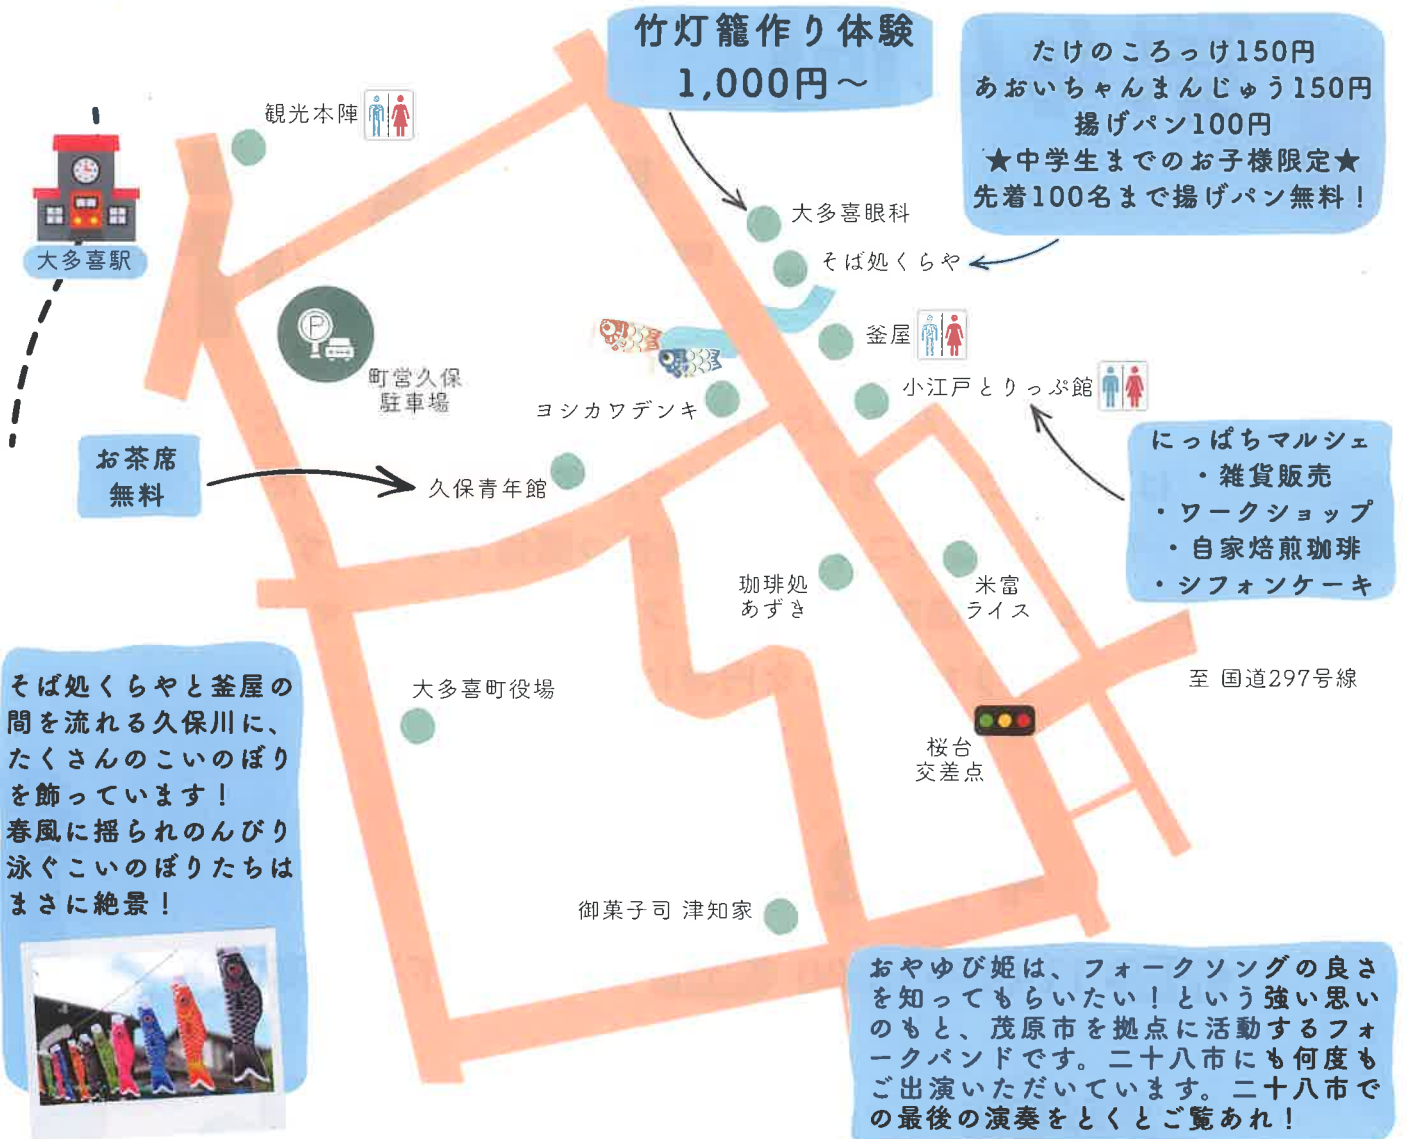 竹灯籠作り体験
1,000円～
たけのころっけ150円
あおいちゃんまんじゅう150円
揚げパン100円
★中学生までのお子様限定★
先着100名まで揚げパン無料！
観光本陣
大多喜駅
大多喜眼科
そば処くらや
釜屋
小江戸とりっぷ館
P
町営久保
駐車場
ヨシカワデンキ
お茶席
無料
久保青年館
にっぱちマルシェ
・雑貨販売
・ワークショップ
・自家焙煎珈琲
・シフォンケーキ
珈琲処
あずき
米富
ライス
至 国道297号線
大多喜町役場
桜台
交差点
そば処くらやと釜屋の
間を流れる久保川に、
たくさんのこいのぼり
を飾っています！
春風に揺られのんびり
泳ぐこいのぼりたちは
まさに絶景！
御菓子司 津知家
おやゆび姫は、フォークソングの良さ
を知ってもらいたい！という強い思い
のもと、茂原市を拠点に活動するフォ
ークバンドです。二十八市にも何度も
ご出演いただいています。二十八市で
の最後の演奏をとくとご覧あれ！